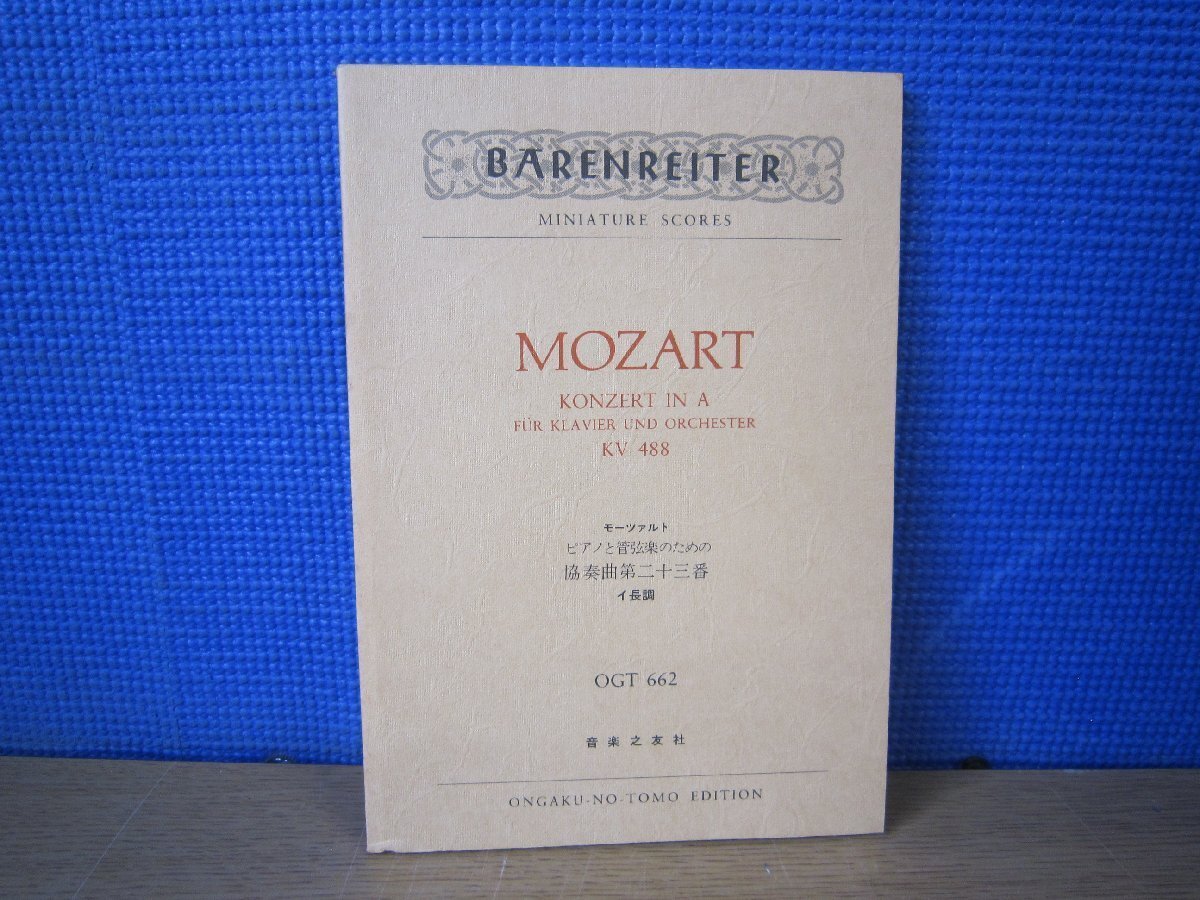 BÄRENREITER
MINIATURE SCORES
MOZART
KONZERT IN A
FÜR KLAVIER UND ORCHESTER
KV 488
モーツァルト
ピアノと管弦楽のための
協奏曲第二十三番
イ長調
OGT 662
音楽之友社
ONGAKU-NO-TOMO EDITION